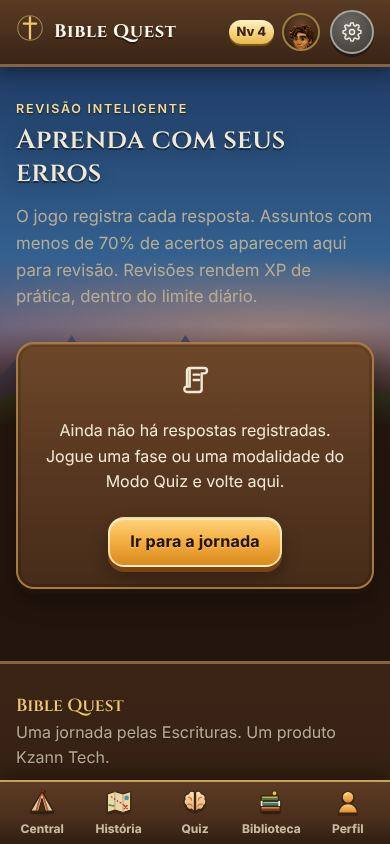 Bible Quest
Nv 4
REVISÃO INTELIGENTE
Aprenda com seus
erros
O jogo registra cada resposta. Assuntos com
menos de 70% de acertos aparecem aqui
para revisão. Revisões rendem XP de
prática, dentro do limite diário.
Ainda não há respostas registradas.
Jogue uma fase ou uma modalidade do
Modo Quiz e volte aqui.
Ir para a jornada
Bible Quest
Uma jornada pelas Escrituras. Um produto
Kzann Tech.
Central História Quiz Biblioteca Perfil